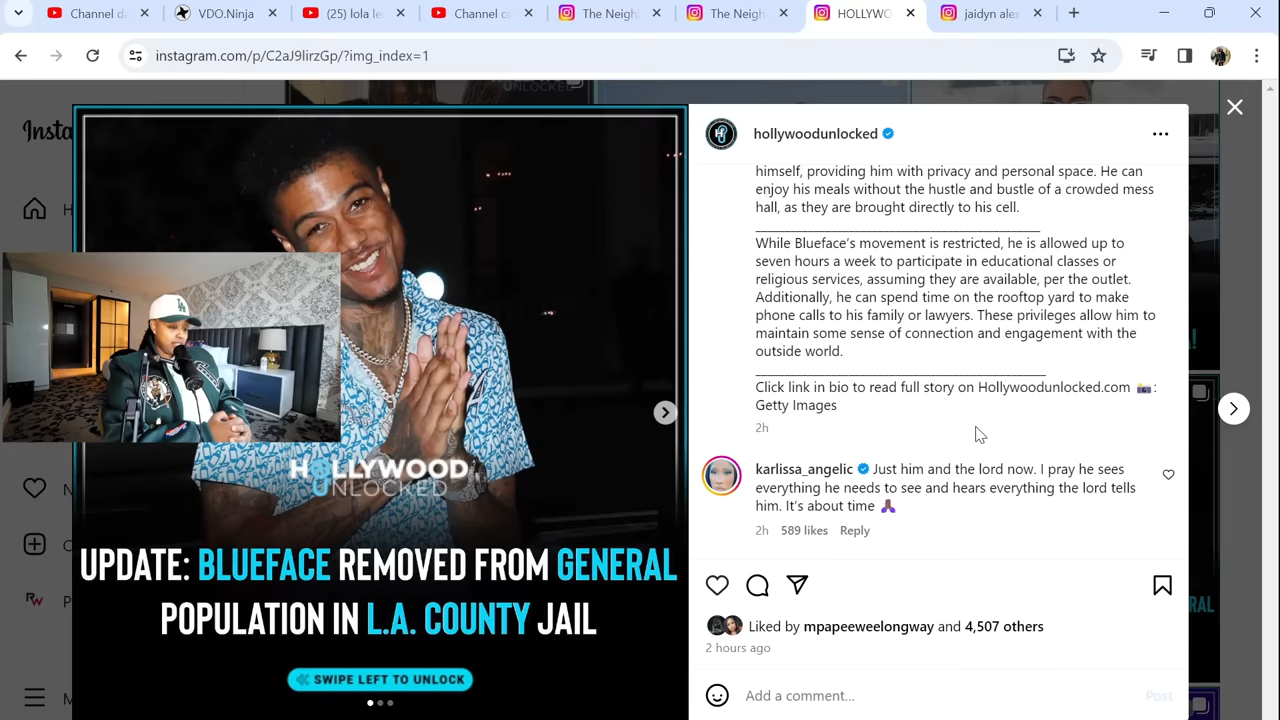 Channel d
VDO.Ninja
(25) lola le
Channel c
The Neigh
The Neigh
HOLLYWO
jaidyn ale
instagram.com/p/C2aJ9lirzGp/?img_index=1
UNLOCKED
Insta
H
N
C
P
M
hollywoodunlocked
himself, providing him with privacy and personal space. He can
enjoy his meals without the hustle and bustle of a crowded mess
hall, as they are brought directly to his cell.
While Blueface's movement is restricted, he is allowed up to
seven hours a week to participate in educational classes or
religious services, assuming they are available, per the outlet.
Additionally, he can spend time on the rooftop yard to make
phone calls to his family or lawyers. These privileges allow him to
maintain some sense of connection and engagement with the
outside world.
Click link in bio to read full story on Hollywoodunlocked.com 📸:
Getty Images
2h
karlissa_angelic Just him and the lord now. I pray he sees
everything he needs to see and hears everything the lord tells
him. It's about time 🙏🏾
2h 589 likes Reply
Liked by mpapeeweelongway and 4,507 others
2 hours ago
Add a comment...
Post
HOLLYWOOD
UNLOCKED
UPDATE: BLUEFACE REMOVED FROM GENERAL
POPULATION IN L.A. COUNTY JAIL
SWIPE LEFT TO UNLOCK
RAL